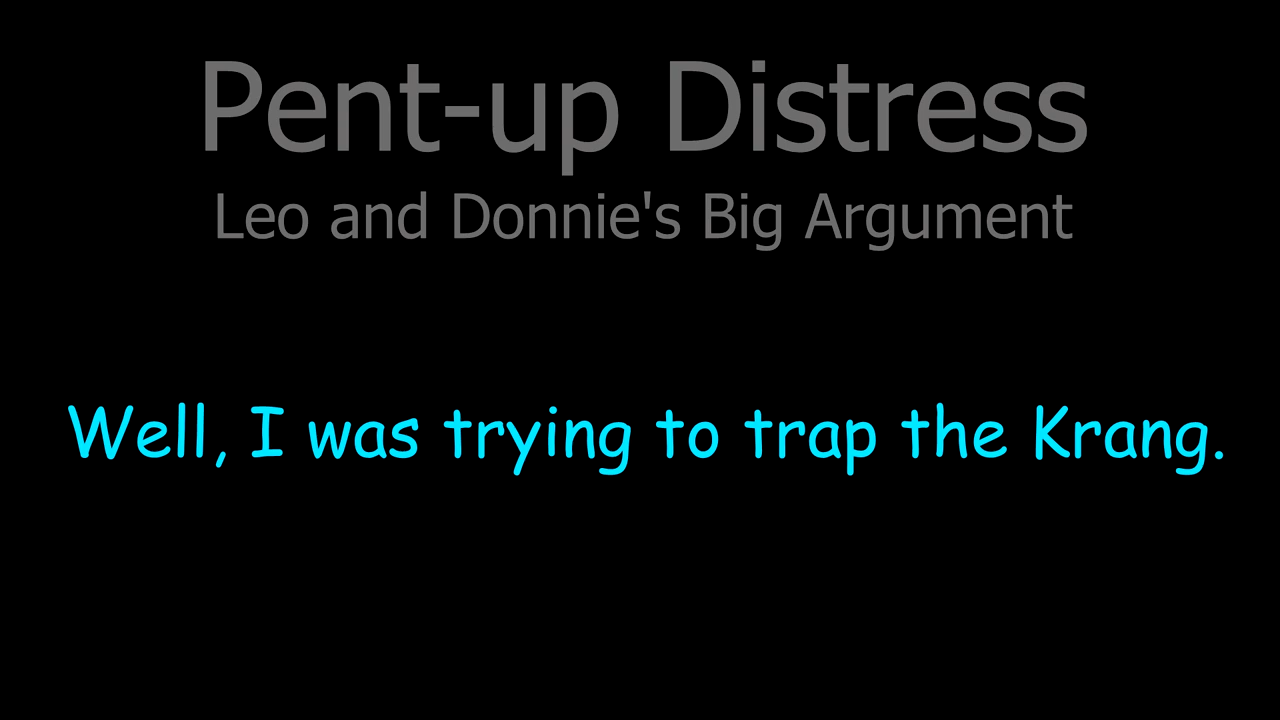 Pent-up Distress
Leo and Donnie's Big Argument
Well, I was trying to trap the Krang.